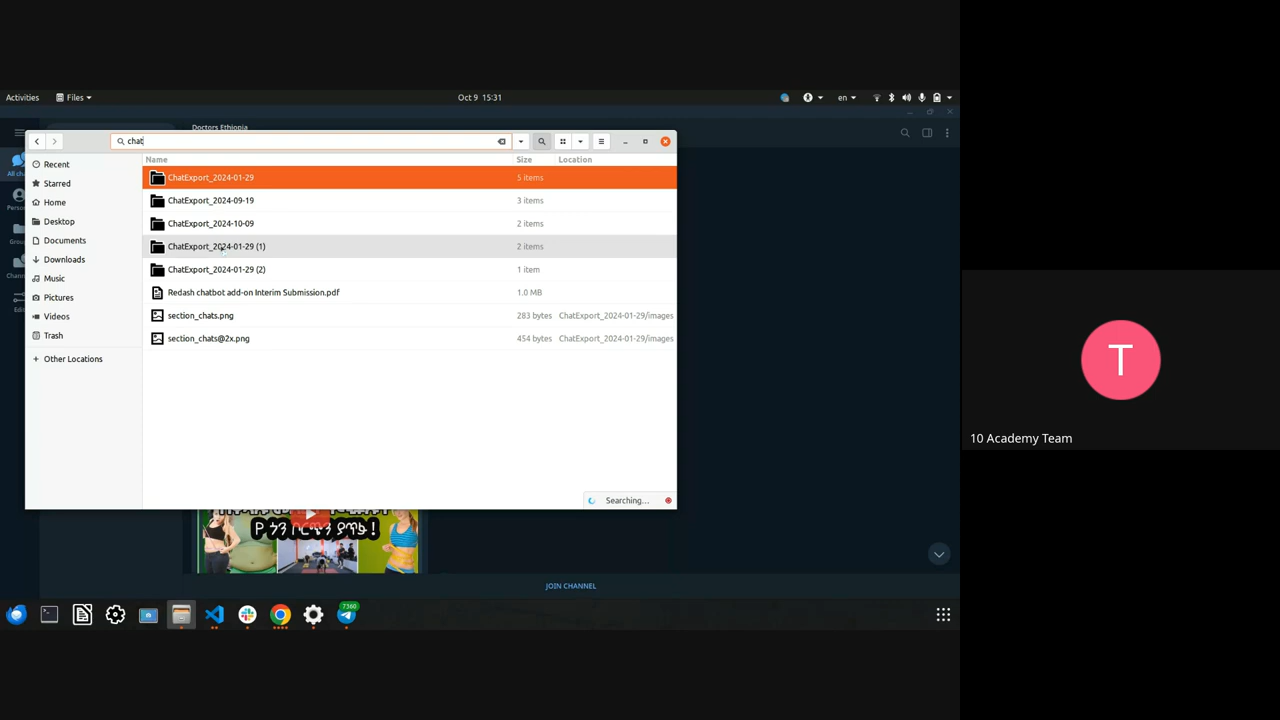 Activities
Files
Oct 9 15:31
en
Doctors Ethiopia
chat
Name
Size
Location
Recent
Starred
Home
Desktop
Documents
Downloads
Music
Pictures
Videos
Trash
Other Locations
ChatExport_2024-01-29 5 items
ChatExport_2024-09-19 3 items
ChatExport_2024-10-09 2 items
ChatExport_2024-01-29 (1) 2 items
ChatExport_2024-01-29 (2) 1 item
Redash chatbot add-on Interim Submission.pdf 1.0 MB
section_chats.png 283 bytes ChatExport_2024-01-29/images
section_chats@2x.png 454 bytes ChatExport_2024-01-29/images
Searching...
JOIN CHANNEL
7360
T
10 Academy Team